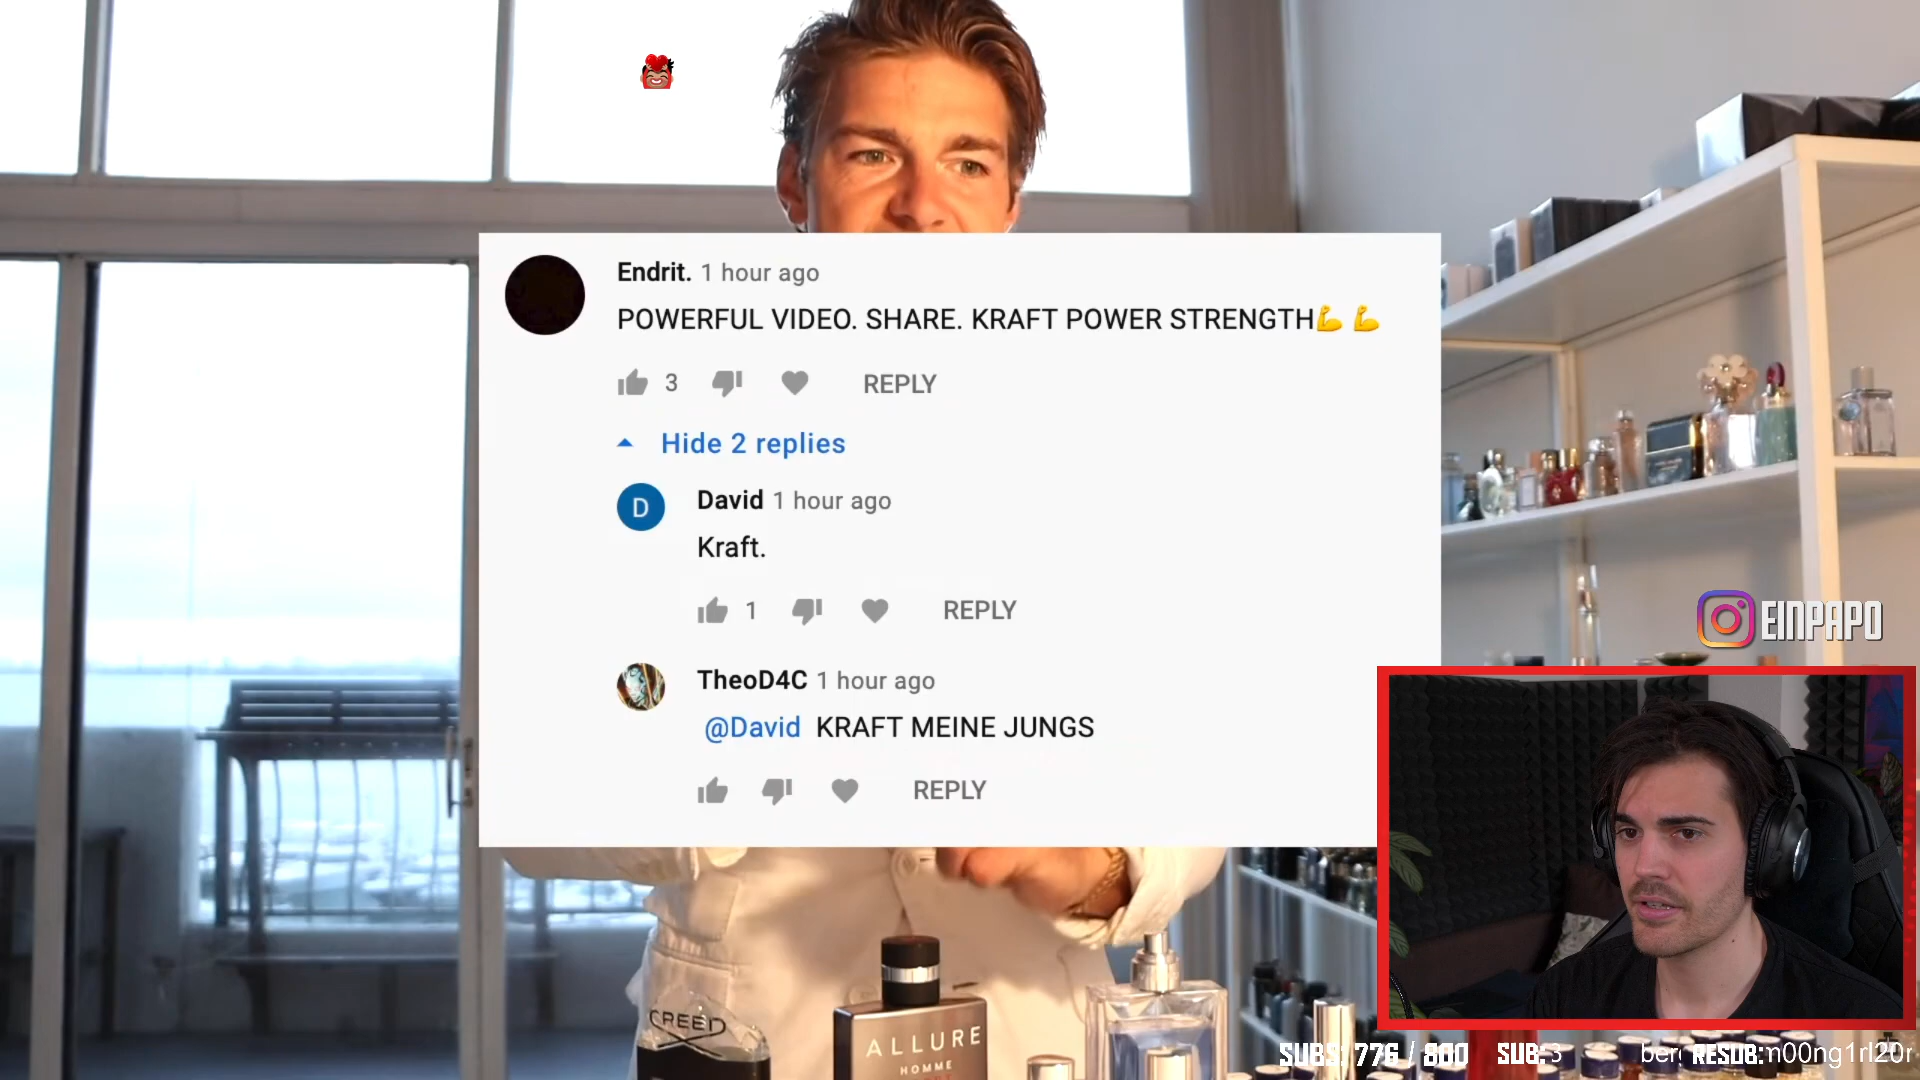 Endrit. 1 hour ago
POWERFUL VIDEO. SHARE. KRAFT POWER STRENGTH💪 💪
3 REPLY
Hide 2 replies
D
David 1 hour ago
Kraft.
1 REPLY
TheoD4C 1 hour ago
@David KRAFT MEINE JUNGS
REPLY
EINPAPO
CREED
ALLURE
HOMME
SUBS: 776 / 800 SUB: 3 RESUB: m00ng1rl20r